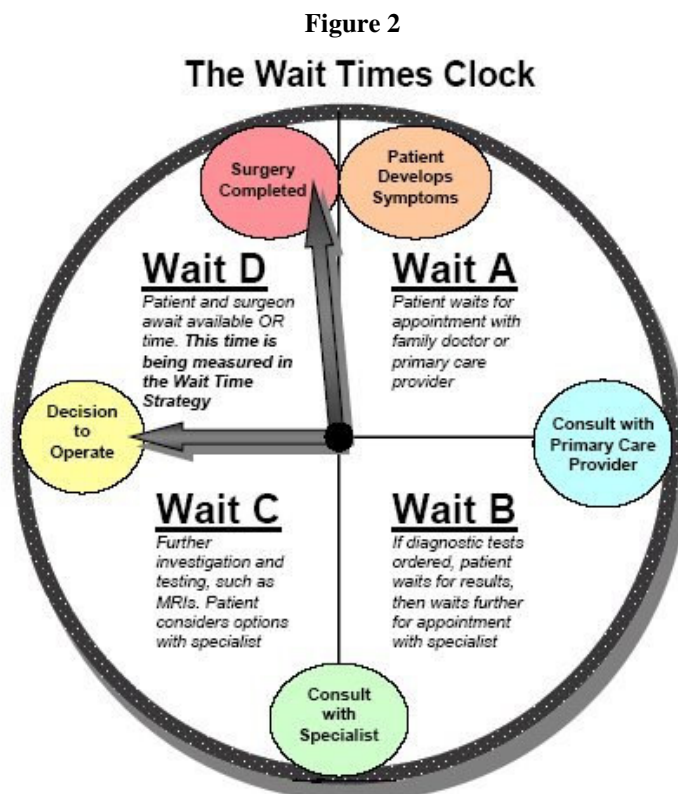 Figure 2
The Wait Times Clock
Surgery
Completed
Patient
Develops
Symptoms
Wait D
Patient and surgeon
await available OR
time. This time is
being measured in
the Wait Time
Strategy
Wait A
Patient waits for
appointment with
family doctor or
primary care
provider
Decision
to
Operate
Consult with
Primary Care
Provider
Wait C
Further
investigation and
testing, such as
MRIs. Patient
considers options
with specialist
Wait B
If diagnostic tests
ordered, patient
waits for results,
then waits further
for appointment
with specialist
Consult
with
Specialist